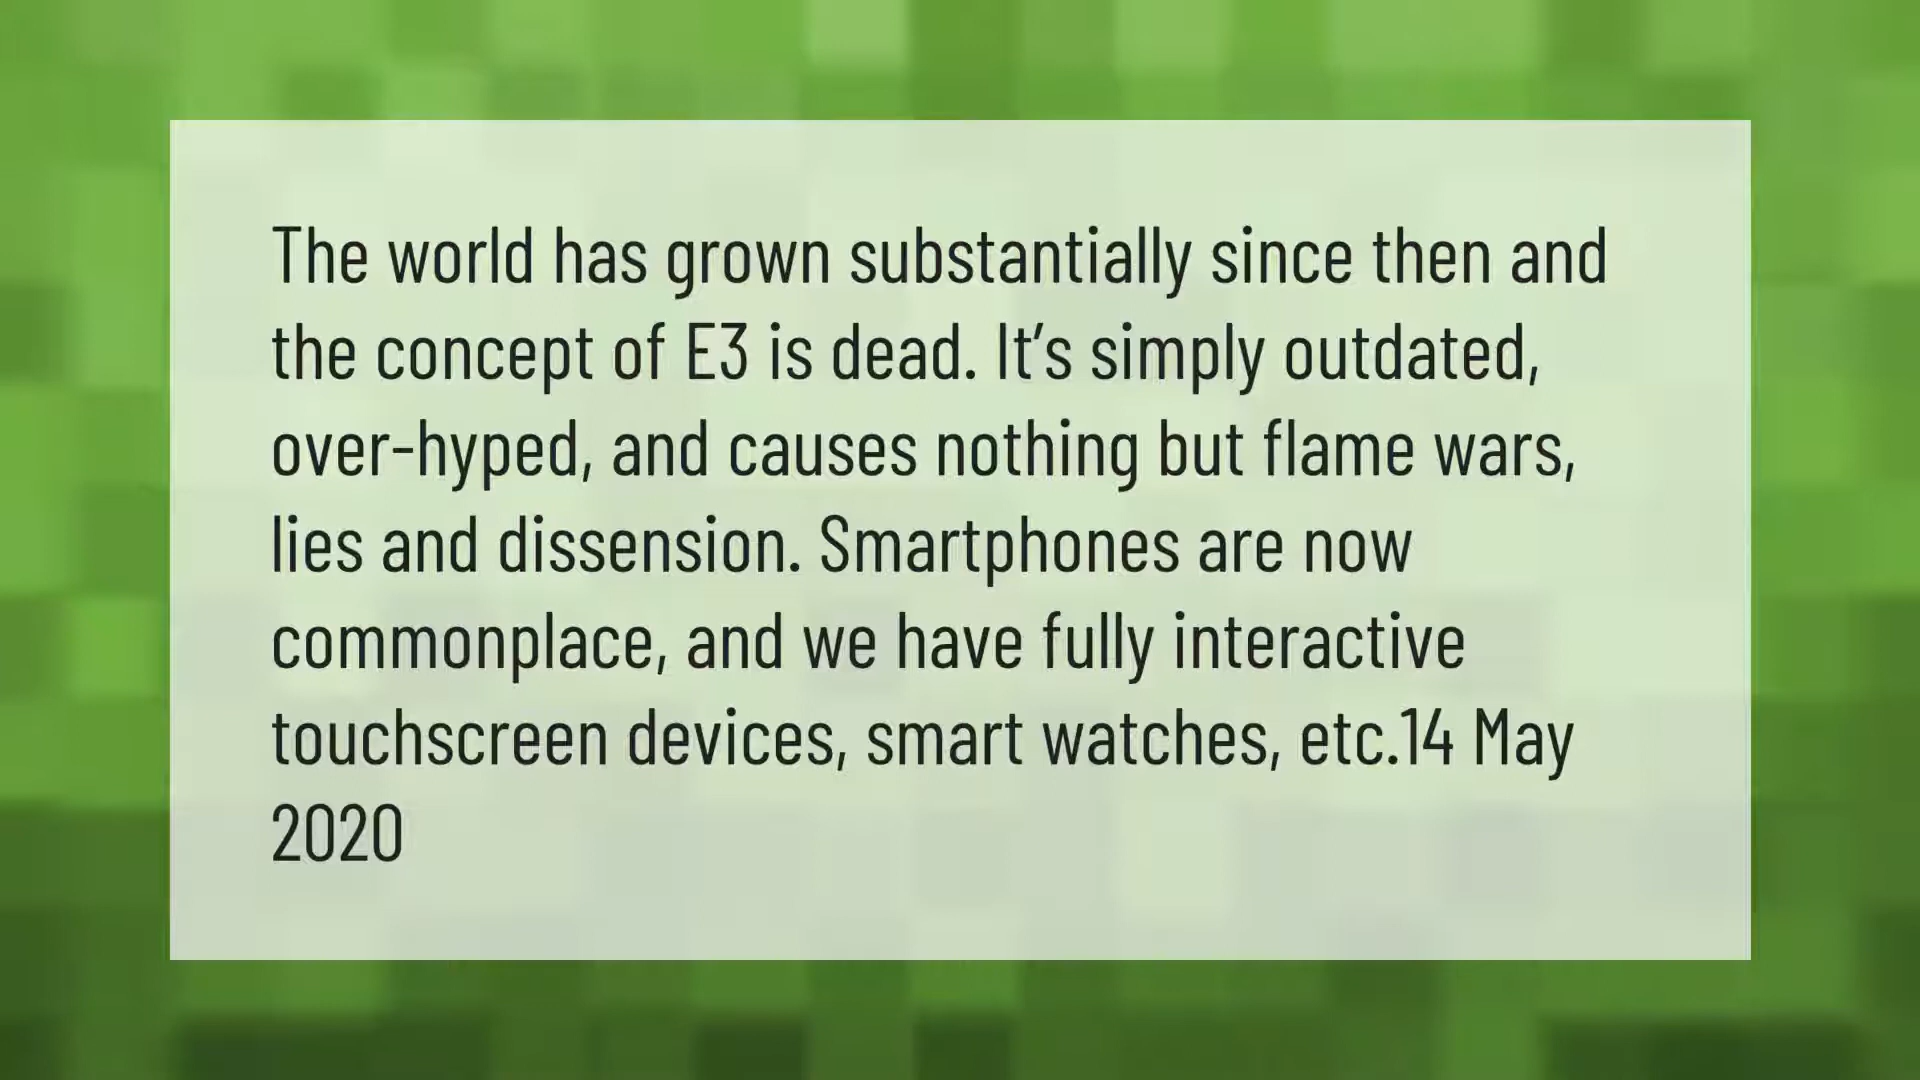 The world has grown substantially since then and
the concept of E3 is dead. It’s simply outdated,
over-hyped, and causes nothing but flame wars,
lies and dissension. Smartphones are now
commonplace, and we have fully interactive
touchscreen devices, smart watches, etc.14 May
2020